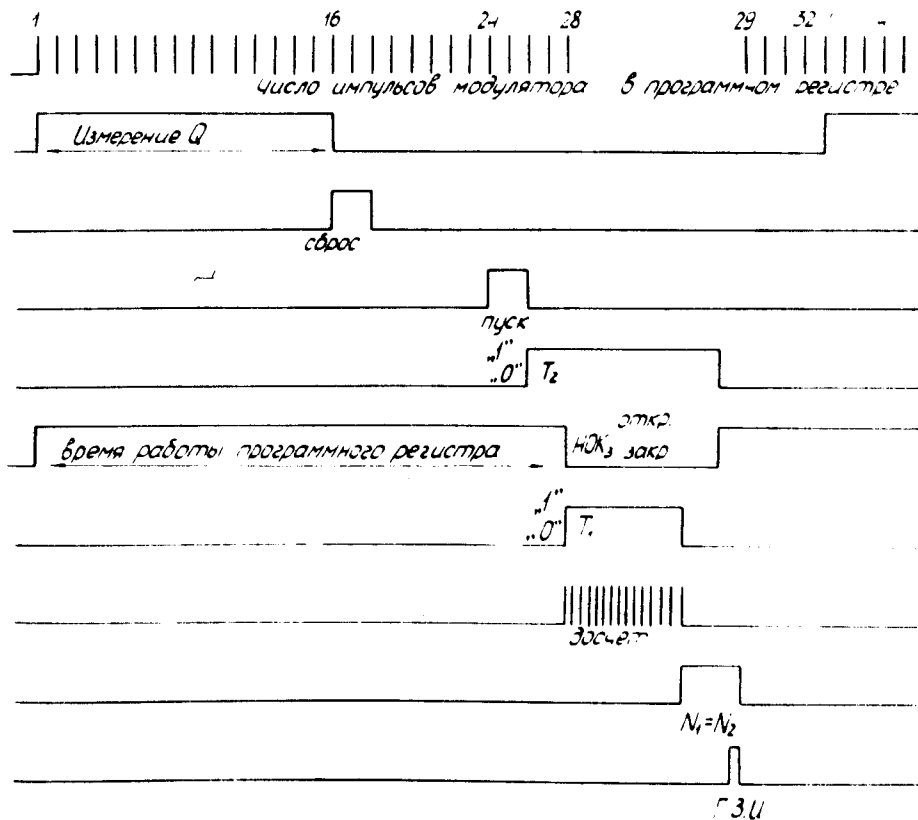 1 16 24 28 29 32 1
число импульсов модулятора в программном регистре
Измерение Q
сброс
пуск
„1"
„0" T₂
откр.
время работы программного регистра НОК₃ закр
„1"
„0" T₁
Засчет
N₁=N₂
Г.З.И